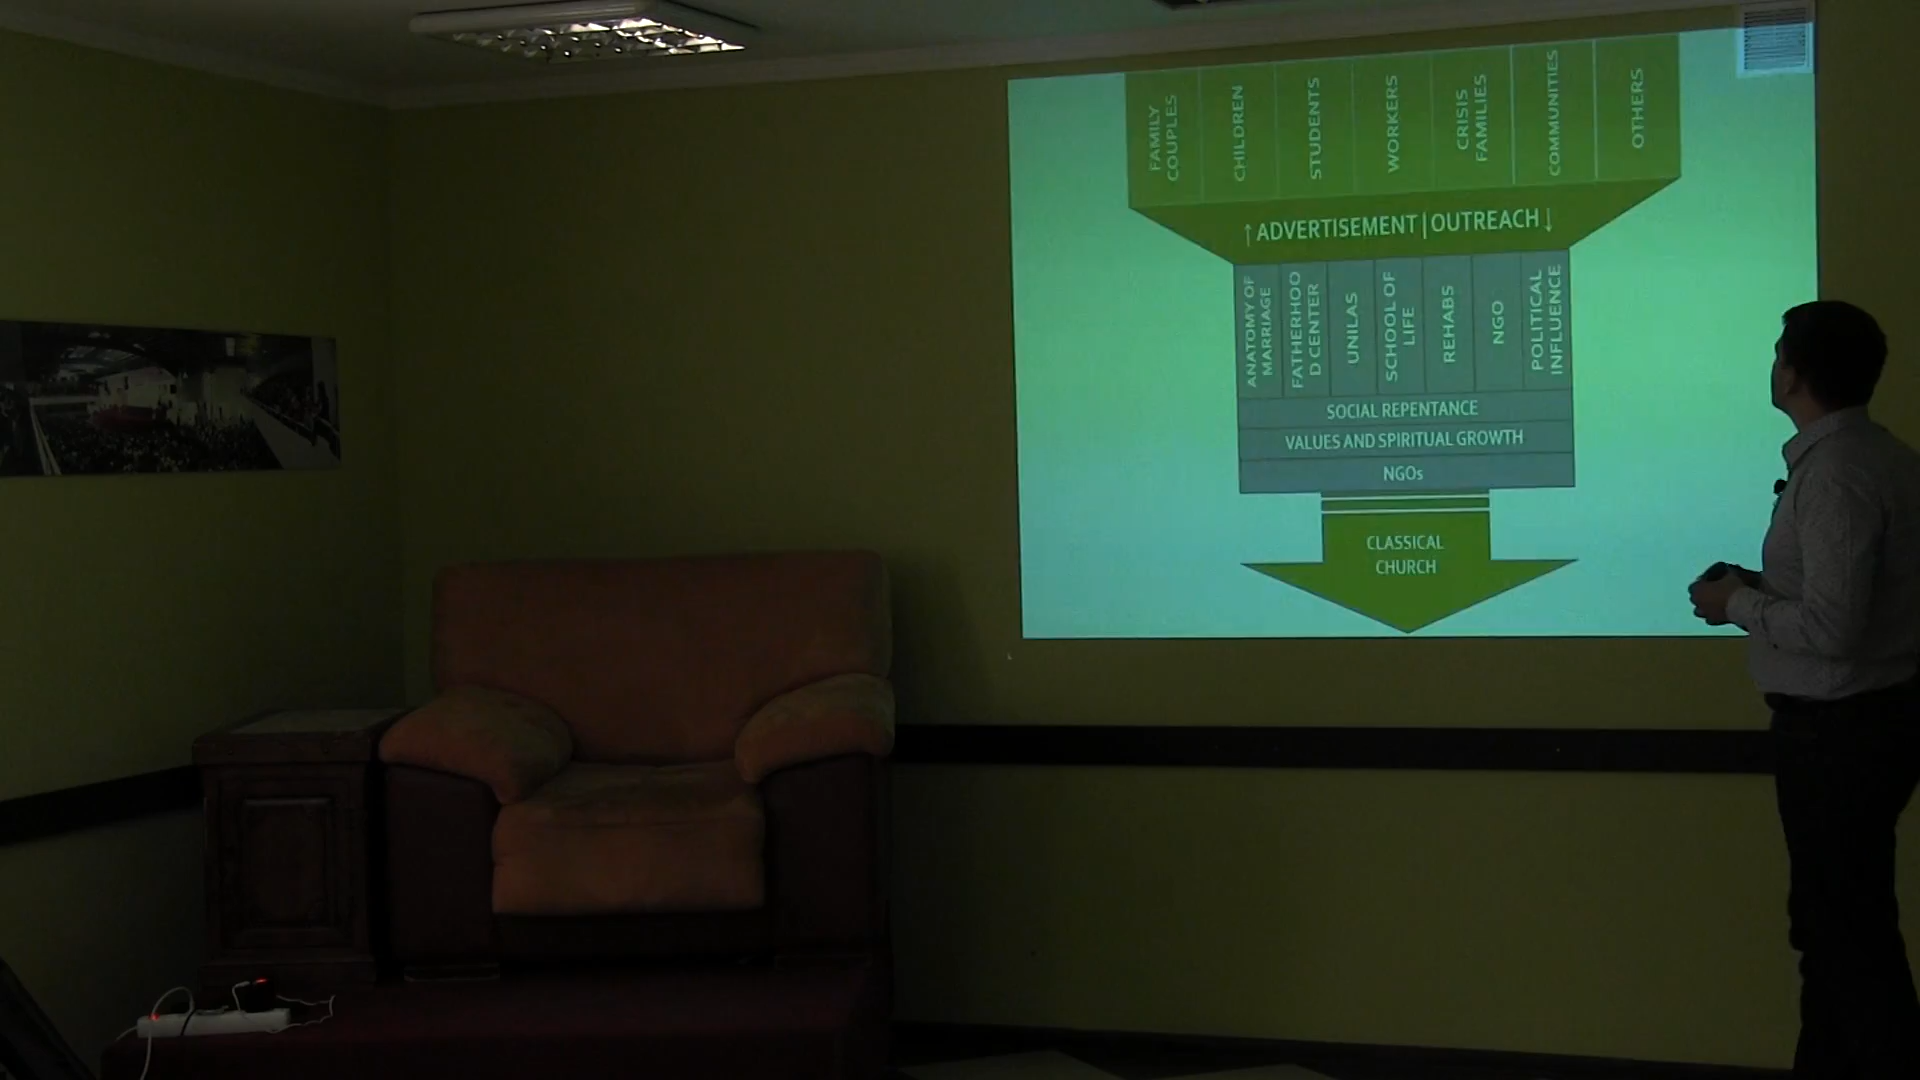 FAMILY
COUPLES
CHILDREN
STUDENTS
WORKERS
CRISIS
FAMILIES
COMMUNITIES
OTHERS
↑ADVERTISEMENT|OUTREACH↓
ANATOMY OF
MARRIAGE
FATHERHOO
D CENTER
UNILAS
SCHOOL OF
LIFE
REHABS
NGO
POLITICAL
INFLUENCE
SOCIAL REPENTANCE
VALUES AND SPIRITUAL GROWTH
NGOs
CLASSICAL
CHURCH